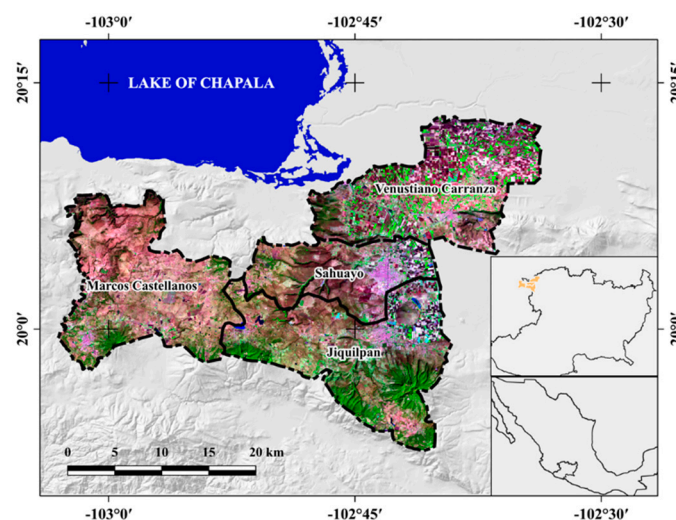 -103°0′ -102°45′ -102°30′
20°15′ 20°15′
LAKE OF CHAPALA
Venustiano Carranza
Sahuayo
Marcos Castellanos
20°0′ 20°0′
Jiquilpan
0 5 10 15 20 km
-103°0′ -102°45′ -102°30′